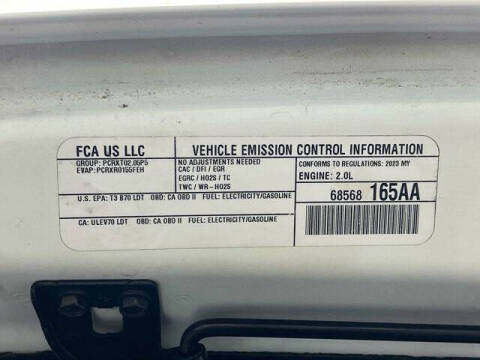 FCA US LLC
VEHICLE EMISSION CONTROL INFORMATION
GROUP: PCRXT02.05P5
EVAP: PCRXR0155FEH
NO ADJUSTMENTS NEEDED
CAC / DFI / EGR
EGRC / HO2S / TC
TWC / WR-HO2S
CONFORMS TO REGULATIONS: 2023 MY
ENGINE: 2.0L
U.S. EPA: T3 B70 LDT OBD: CA OBD II FUEL: ELECTRICITY/GASOLINE
68568 165AA
CA: ULEV70 LDT OBD: CA OBD II FUEL: ELECTRICITY/GASOLINE